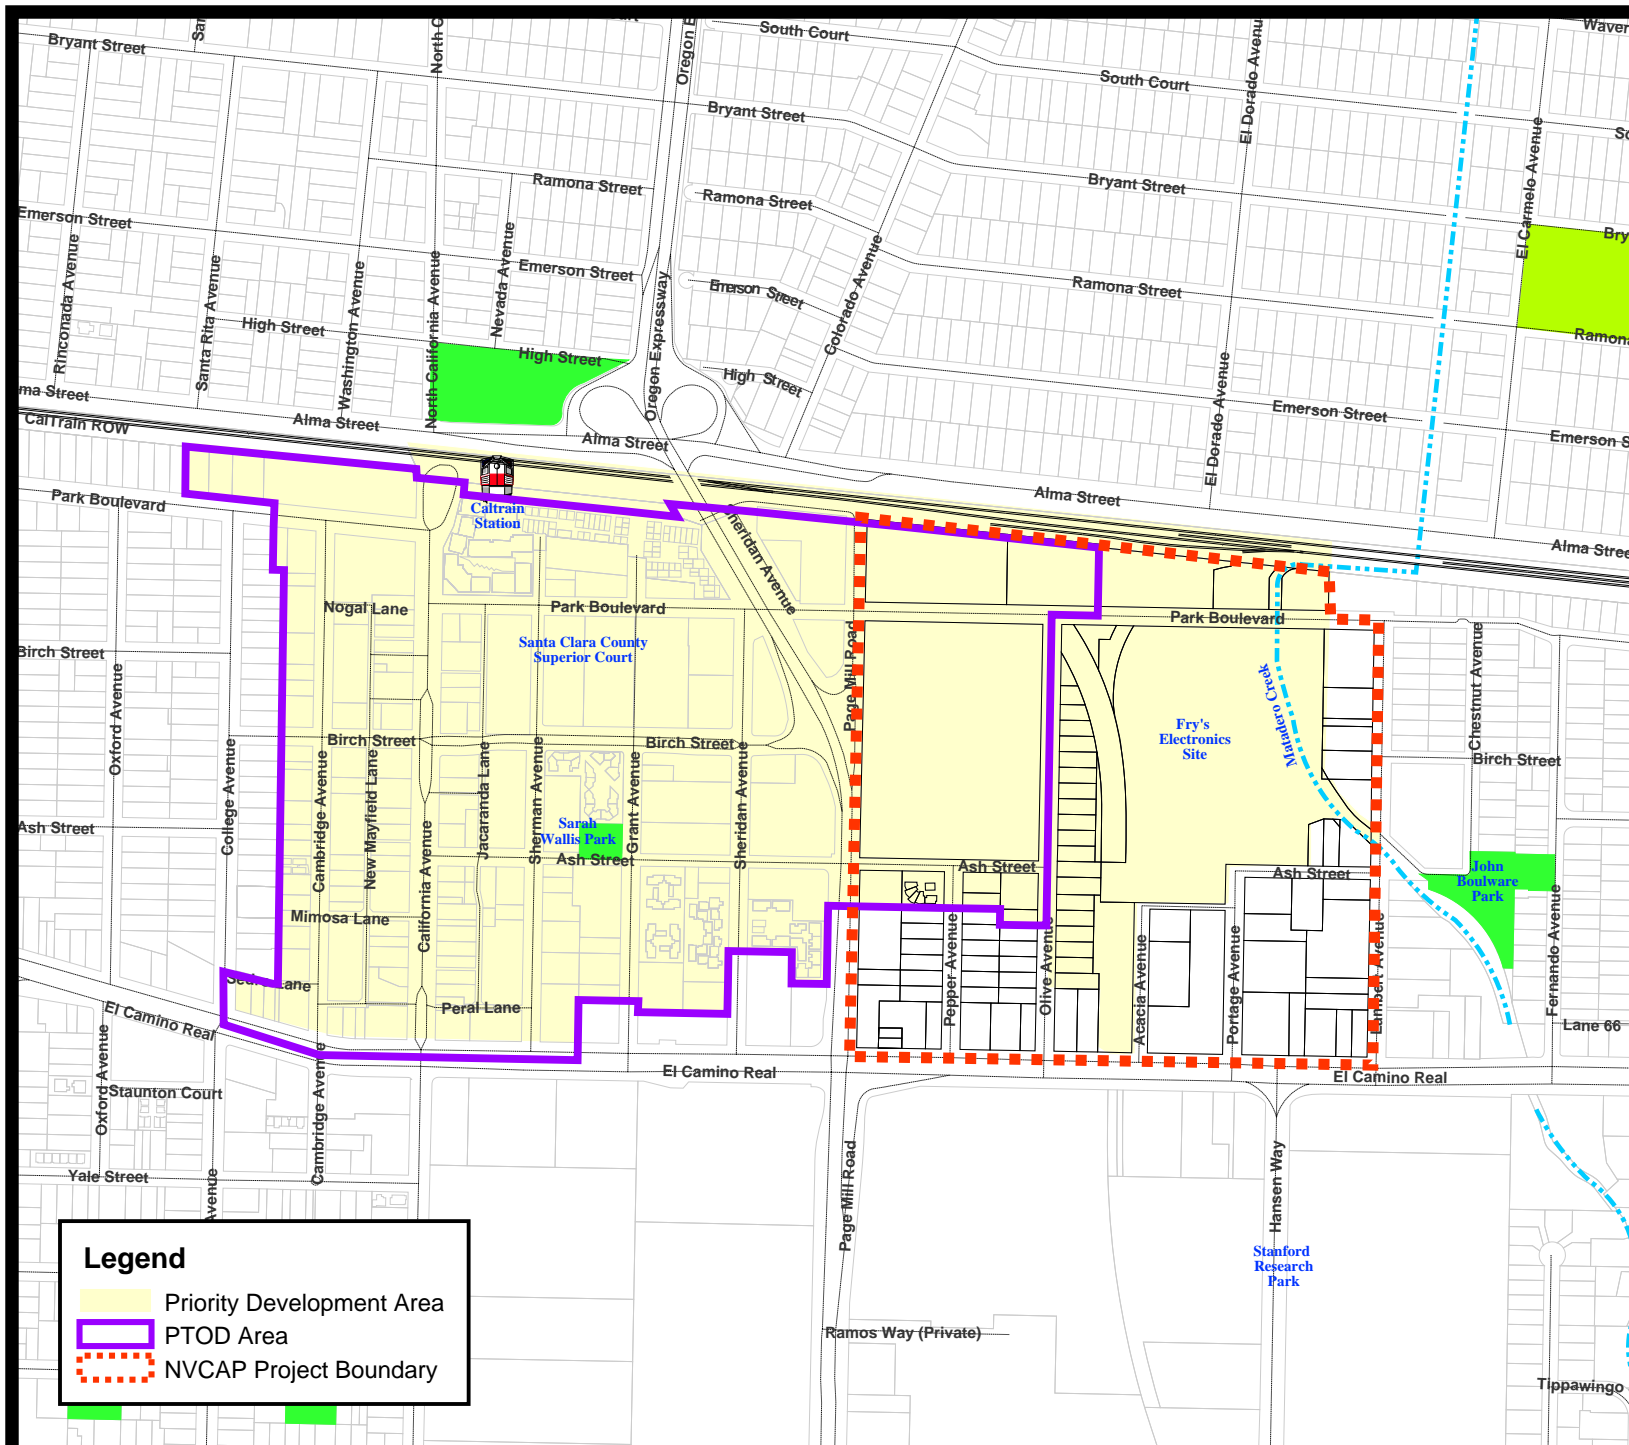 Bryant Street
South Court
South Court
Bryant Street
Bryant Street
Ramona Street
Ramona Street
Emerson Street
Emerson Street
Emerson Street
Ramona Street
High Street
High Street
High Street
Emerson Street
Alma Street
Alma Street
Alma Street
CalTrain ROW
Rinconada Avenue
Santa Rita Avenue
Washington Avenue
North California Avenue
Nevada Avenue
Oregon Expressway
Colorado Avenue
El Dorado Avenue
El Dorado Avenue
El Carmelo Avenue
Park Boulevard
Caltrain
Station
Sheridan Avenue
Nogal Lane
Park Boulevard
Park Boulevard
Santa Clara County
Superior Court
Page Mill Road
Birch Street
Oxford Avenue
College Avenue
Birch Street
Birch Street
Birch Street
Fry's
Electronics
Site
Matadero Creek
Chestnut Avenue
Ash Street
Cambridge Avenue
New Mayfield Lane
California Avenue
Jacaranda Lane
Sherman Avenue
Grant Avenue
Sheridan Avenue
Sarah
Wallis Park
Ash Street
Ash Street
Ash Street
John
Boulware
Park
Mimosa Lane
Pepper Avenue
Olive Avenue
Acacia Avenue
Portage Avenue
Lambert Avenue
Fernando Avenue
Lane 66
Peral Lane
El Camino Real
El Camino Real
El Camino Real
Oxford Avenue
Staunton Court
Cambridge Avenue
Yale Street
Avenue
Page Mill Road
Hansen Way
Stanford
Research
Park
Ramos Way (Private)
Tippawingo
Legend
Priority Development Area
PTOD Area
NVCAP Project Boundary